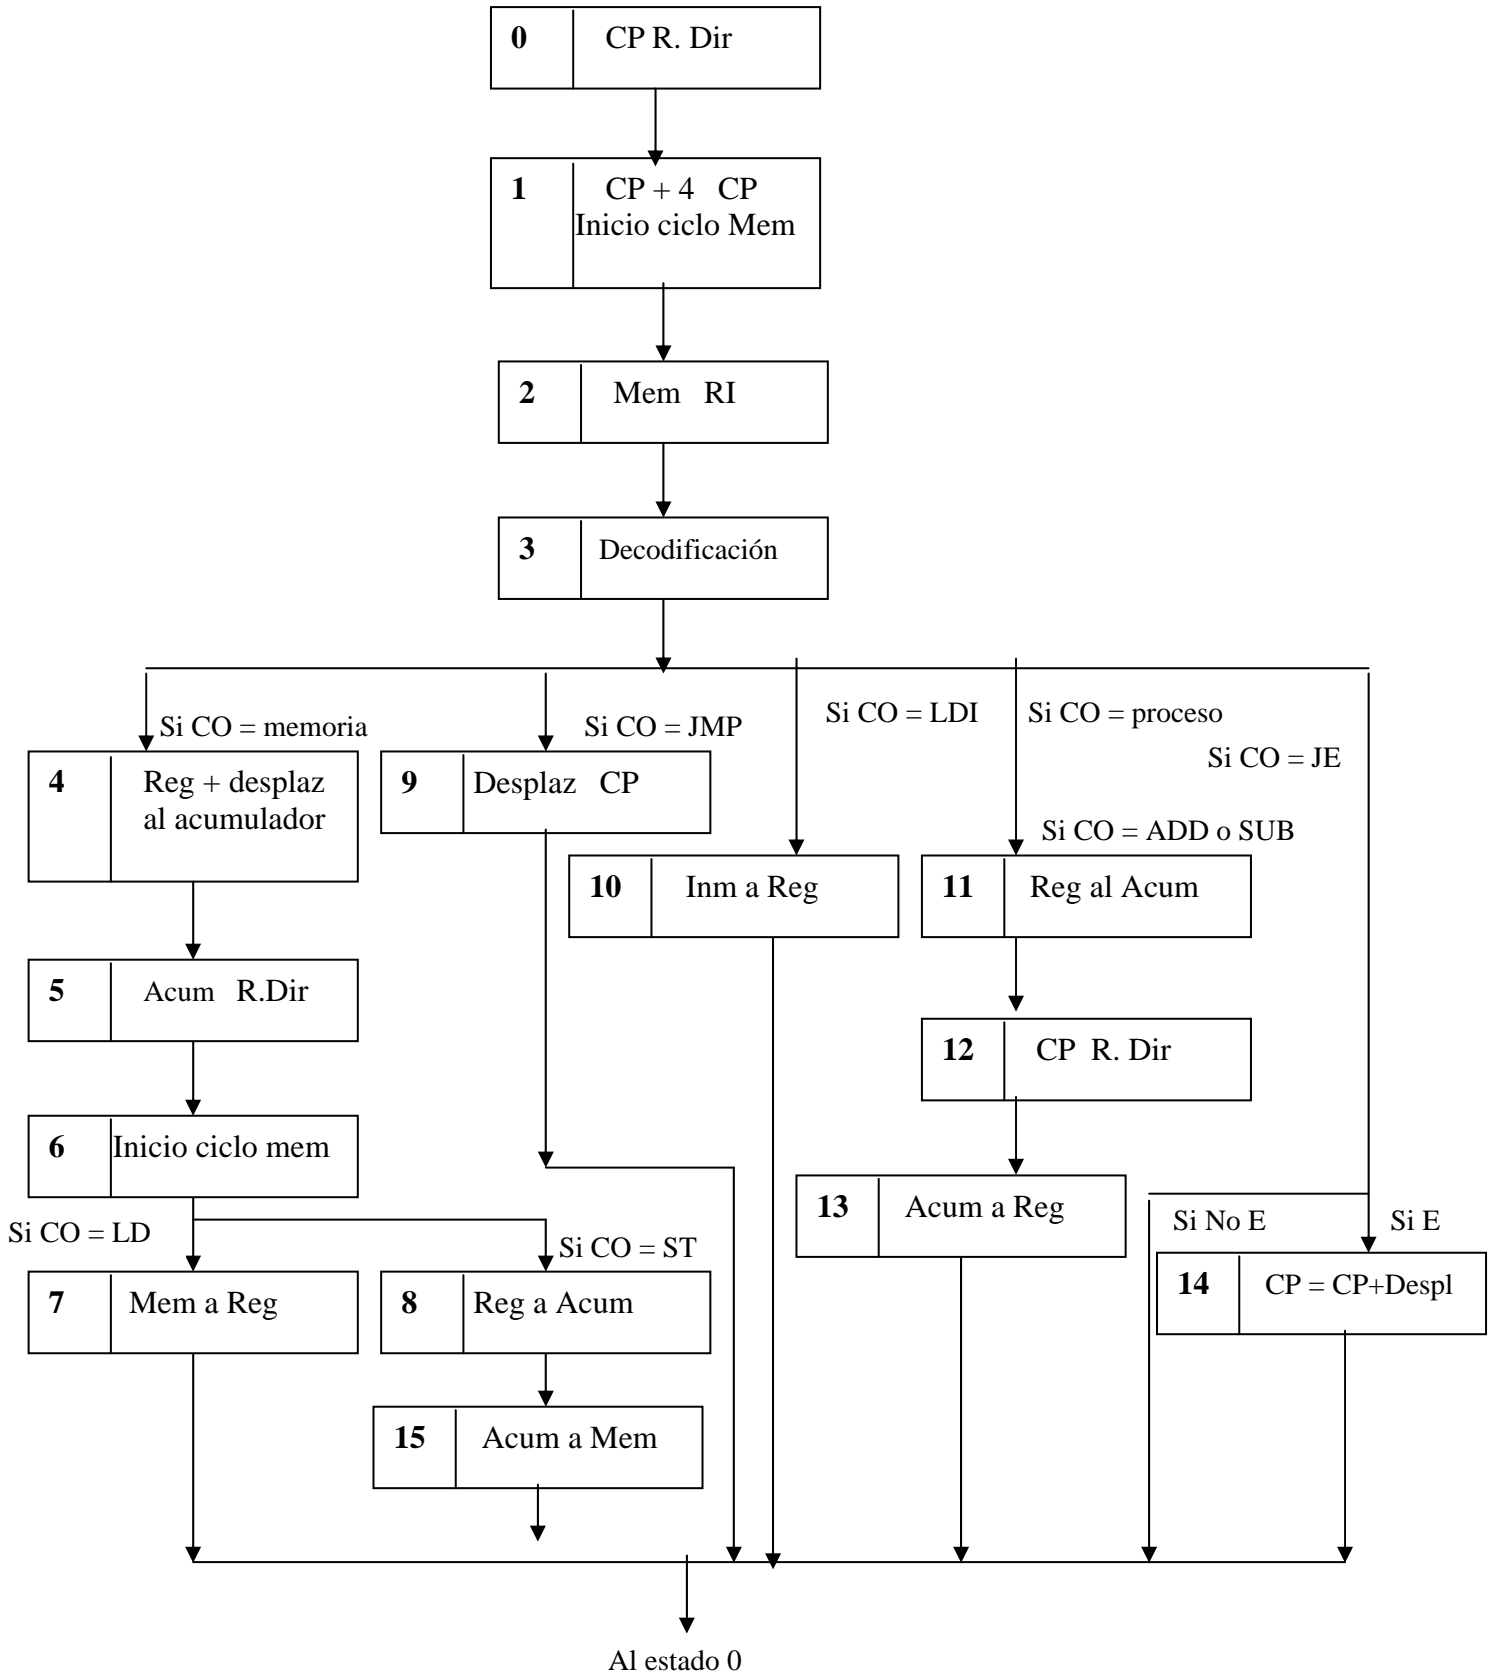 0 CP R. Dir
1 CP + 4 CP
Inicio ciclo Mem
2 Mem RI
3 Decodificación
Si CO = memoria
Si CO = JMP
Si CO = LDI
Si CO = proceso
Si CO = JE
4 Reg + desplaz
al acumulador
9 Desplaz CP
Si CO = ADD o SUB
10 Inm a Reg
11 Reg al Acum
5 Acum R.Dir
12 CP R. Dir
6 Inicio ciclo mem
13 Acum a Reg
Si CO = LD
Si CO = ST
Si No E
Si E
7 Mem a Reg
8 Reg a Acum
14 CP = CP+Despl
15 Acum a Mem
Al estado 0